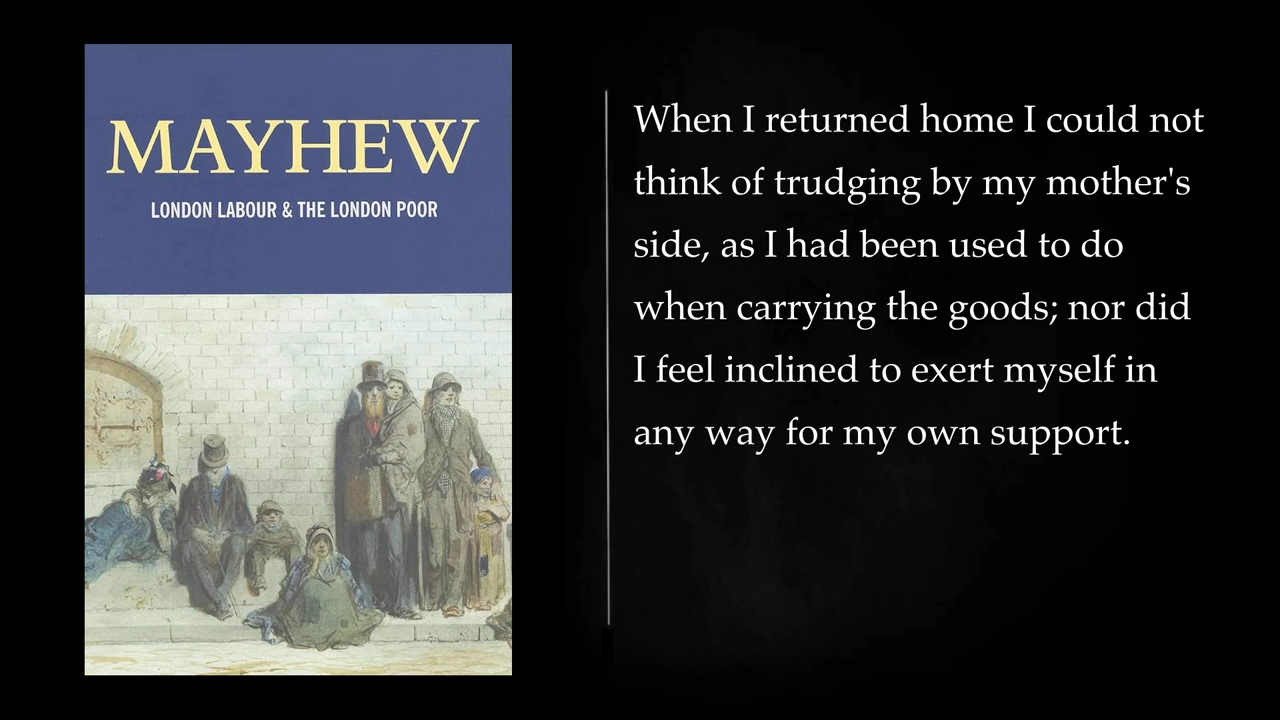 MAYHEW
LONDON LABOUR & THE LONDON POOR
When I returned home I could not
think of trudging by my mother's
side, as I had been used to do
when carrying the goods; nor did
I feel inclined to exert myself in
any way for my own support.